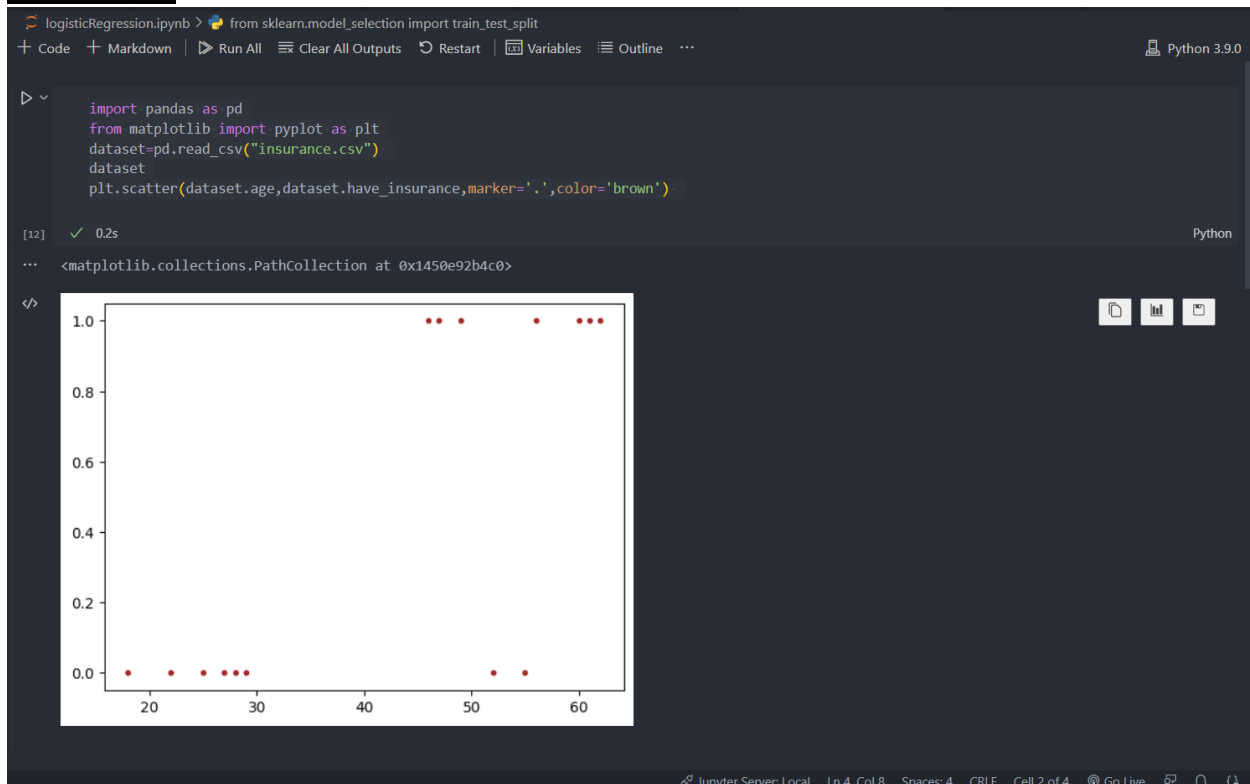 logisticRegression.ipynb > from sklearn.model_selection import train_test_split
+ Code + Markdown | Run All Clear All Outputs Restart | Variables Outline ... Python 3.9.0
import pandas as pd
from matplotlib import pyplot as plt
dataset=pd.read_csv("insurance.csv")
dataset
plt.scatter(dataset.age,dataset.have_insurance,marker='.',color='brown')
[12] ✓ 0.2s Python
... <matplotlib.collections.PathCollection at 0x1450e92b4c0>
</>
1.0
0.8
0.6
0.4
0.2
0.0
20 30 40 50 60
Jupyter Server: Local Ln 4, Col 8 Spaces: 4 CRLF Cell 2 of 4 Go Live